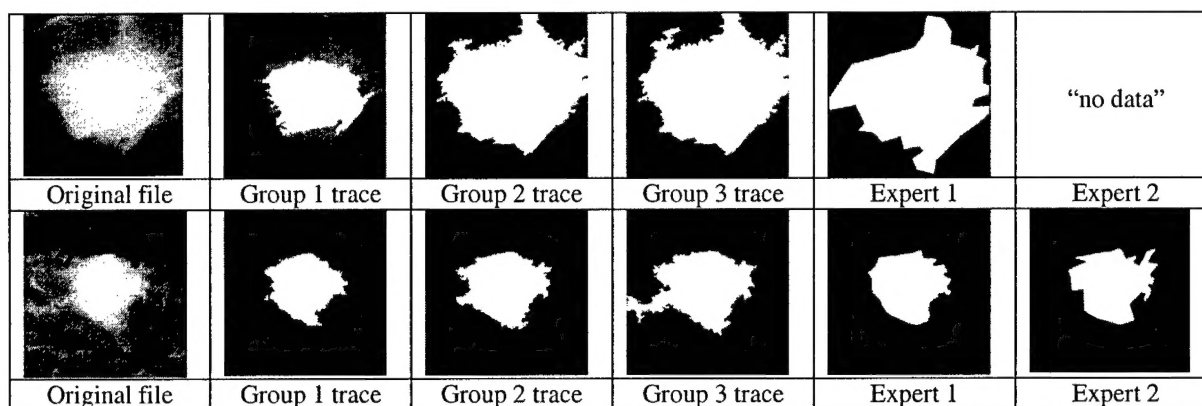 “no data”
Original file Group 1 trace Group 2 trace Group 3 trace Expert 1 Expert 2
Original file Group 1 trace Group 2 trace Group 3 trace Expert 1 Expert 2